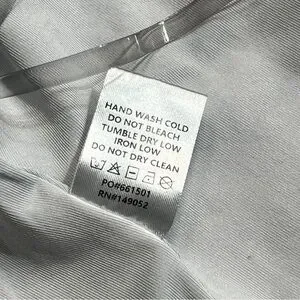 HAND WASH COLD
DO NOT BLEACH
TUMBLE DRY LOW
IRON LOW
DO NOT DRY CLEAN
PO#661501
RN#149052